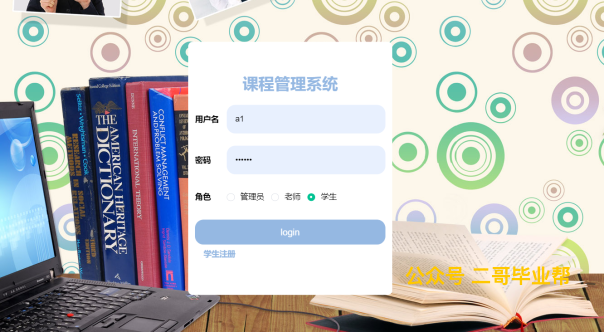 课程管理系统
用户名 a1
密码 ••••••
角色 管理员 老师 学生
login
学生注册
THE AMERICAN HERITAGE DICTIONARY
INTERNATIONAL THEORY
CONFLICT MANAGEMENT AND PROBLEM SOLVING
公众号 二哥毕业帮